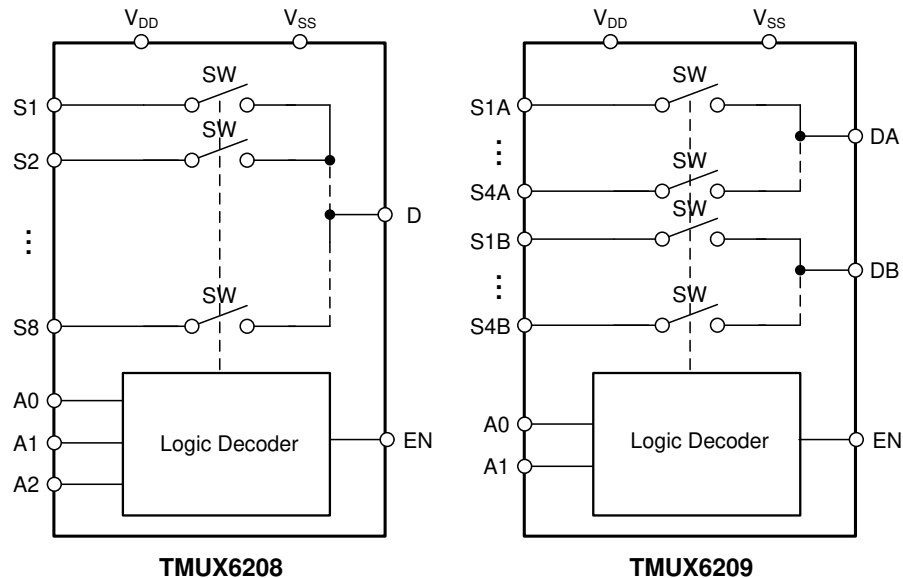 VDD VSS
SW
S1
SW
S2
D
⋮
SW
S8
A0
A1
A2
Logic Decoder
EN
TMUX6208
VDD VSS
SW
S1A
DA
⋮
SW
S4A
SW
S1B
DB
⋮
SW
S4B
A0
A1
Logic Decoder
EN
TMUX6209